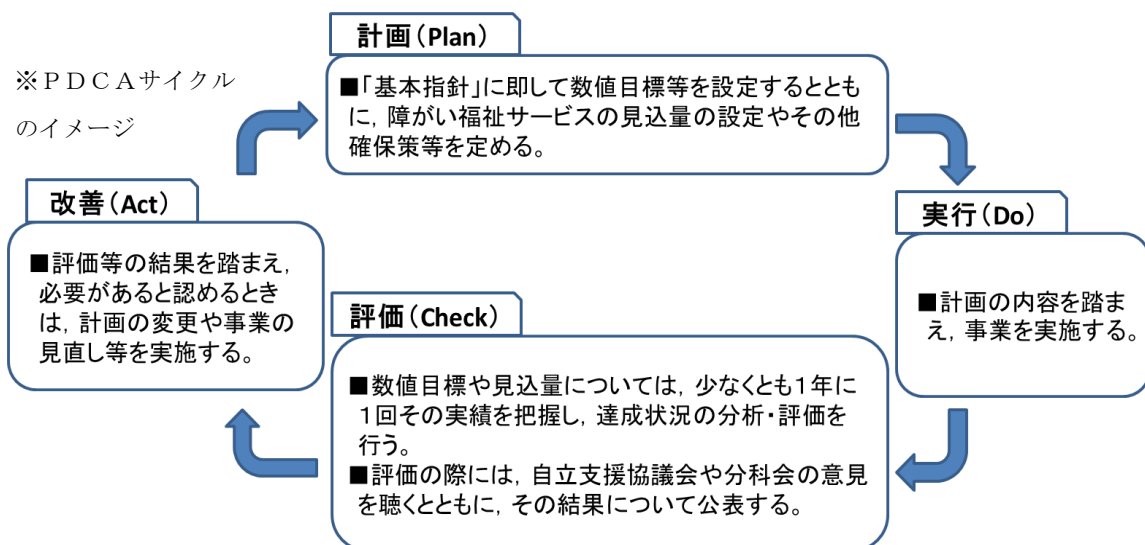 ※ＰＤＣＡサイクル
のイメージ
計画（Plan）
■「基本指針」に即して数値目標等を設定するととも
に，障がい福祉サービスの見込量の設定やその他
確保策等を定める。
実行（Do）
■計画の内容を踏ま
え，事業を実施する。
評価（Check）
■数値目標や見込量については，少なくとも１年に
１回その実績を把握し，達成状況の分析・評価を
行う。
■評価の際には，自立支援協議会や分科会の意見
を聴くとともに，その結果について公表する。
改善（Act）
■評価等の結果を踏まえ，
必要があると認めるとき
は，計画の変更や事業の
見直し等を実施する。